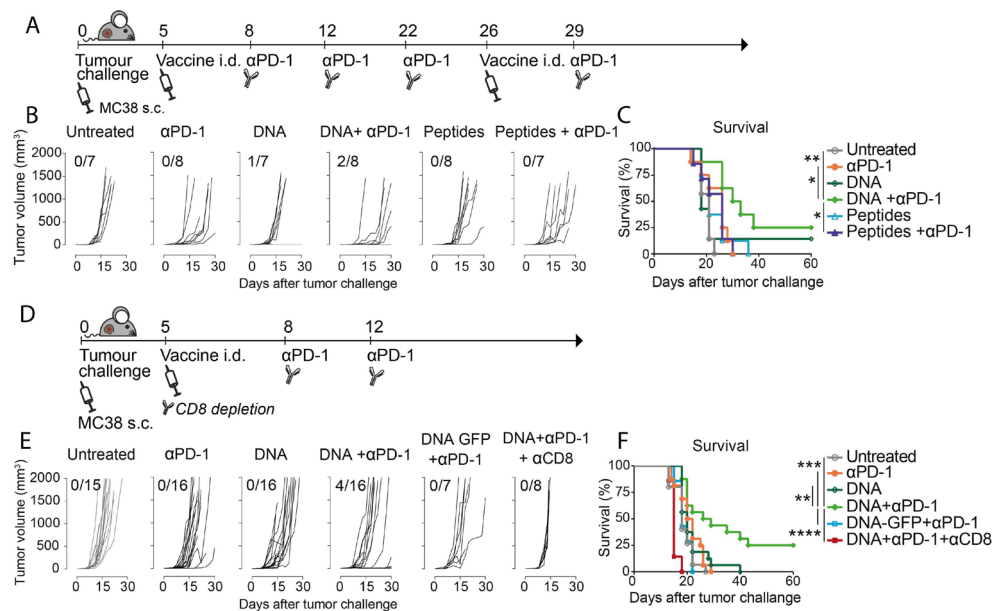 A
0 5 8 12 22 26 29
Tumour challenge Vaccine i.d. αPD-1 αPD-1 αPD-1 Vaccine i.d. αPD-1
MC38 s.c.
B
Untreated αPD-1 DNA DNA+ αPD-1 Peptides Peptides + αPD-1
Tumor volume (mm³)
2000
1500
1000
500
0
0/7 0/8 1/7 2/8 0/8 0/7
0 15 30 0 15 30 0 15 30 0 15 30 0 15 30 0 15 30
Days after tumor challenge
C
Survival
Survival (%)
100
75
50
25
0
0 20 40 60
Days after tumor challange
** * *
Untreated
αPD-1
DNA
DNA +αPD-1
Peptides
Peptides +αPD-1
D
0 5 8 12
Tumour challenge Vaccine i.d. αPD-1 αPD-1
CD8 depletion
MC38 s.c.
E
Untreated αPD-1 DNA DNA +αPD-1 DNA GFP +αPD-1 DNA+αPD-1 + αCD8
Tumor volume (mm³)
2000
1500
1000
500
0
0/15 0/16 0/16 4/16 0/7 0/8
0 15 30 0 15 30 0 15 30 0 15 30 0 15 30 0 15 30
Days after tumor challenge
F
Survival
Survival (%)
100
75
50
25
0
0 20 40 60
Days after tumor challange
*** ** ****
Untreated
αPD-1
DNA
DNA+αPD-1
DNA-GFP+αPD-1
DNA+αPD-1+αCD8